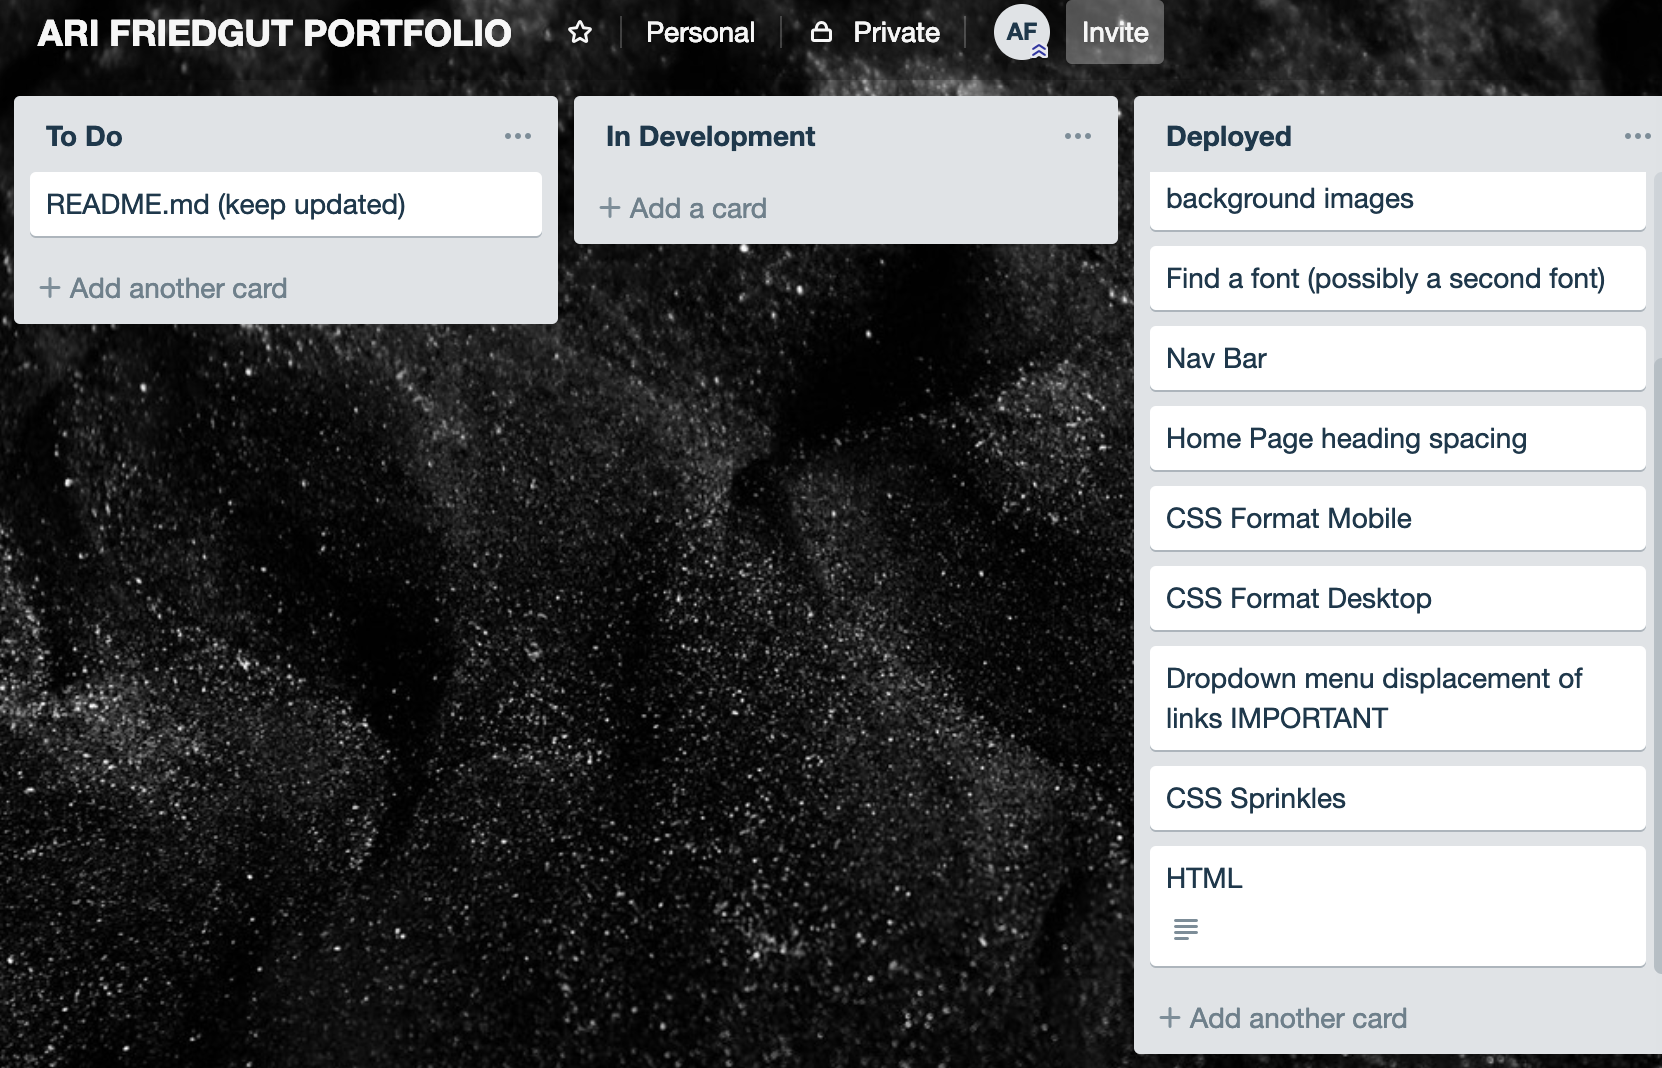 ARI FRIEDGUT PORTFOLIO Personal Private AF Invite
To Do
README.md (keep updated)
+ Add another card
In Development
+ Add a card
Deployed
background images
Find a font (possibly a second font)
Nav Bar
Home Page heading spacing
CSS Format Mobile
CSS Format Desktop
Dropdown menu displacement of
links IMPORTANT
CSS Sprinkles
HTML
+ Add another card